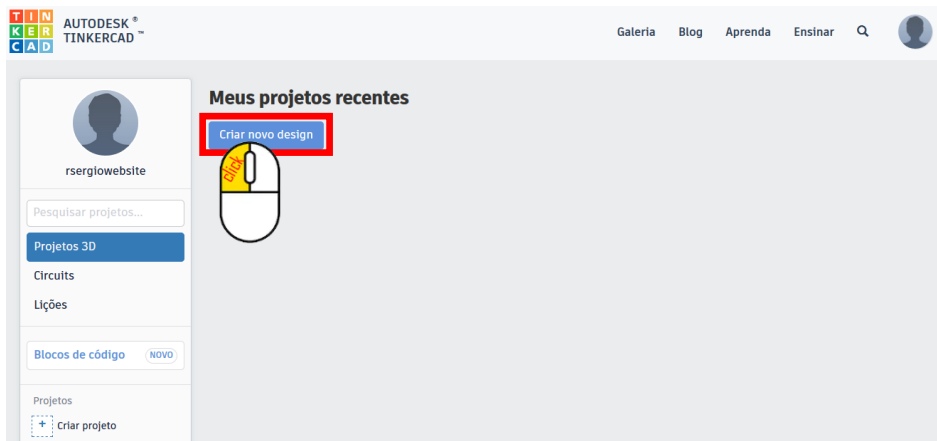 TIN
KER
CAD
AUTODESK®
TINKERCAD™
Galeria Blog Aprenda Ensinar
rsergiowebsite
Pesquisar projetos...
Projetos 3D
Circuits
Lições
Blocos de código NOVO
Projetos
+ Criar projeto
Meus projetos recentes
Criar novo design
click